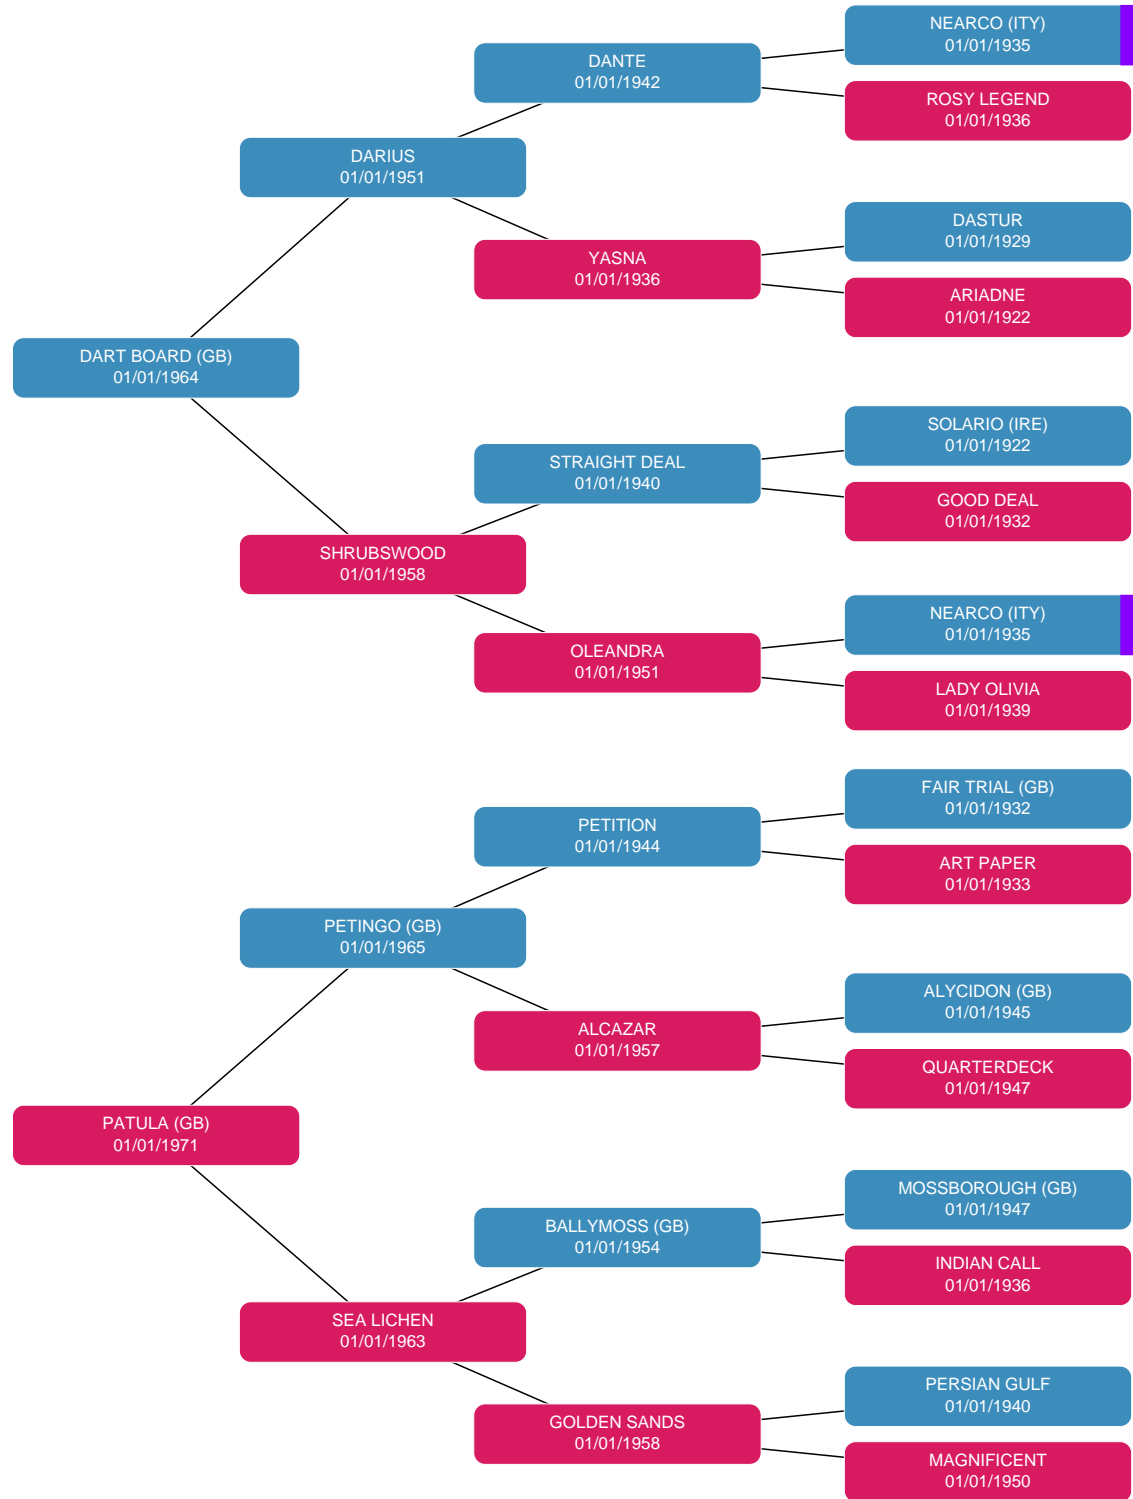 NEARCO (ITY)
01/01/1935
DANTE
01/01/1942
ROSY LEGEND
01/01/1936
DARIUS
01/01/1951
DASTUR
01/01/1929
YASNA
01/01/1936
ARIADNE
01/01/1922
DART BOARD (GB)
01/01/1964
SOLARIO (IRE)
01/01/1922
STRAIGHT DEAL
01/01/1940
GOOD DEAL
01/01/1932
SHRUBSWOOD
01/01/1958
NEARCO (ITY)
01/01/1935
OLEANDRA
01/01/1951
LADY OLIVIA
01/01/1939
FAIR TRIAL (GB)
01/01/1932
PETITION
01/01/1944
ART PAPER
01/01/1933
PETINGO (GB)
01/01/1965
ALYCIDON (GB)
01/01/1945
ALCAZAR
01/01/1957
QUARTERDECK
01/01/1947
PATULA (GB)
01/01/1971
MOSSBOROUGH (GB)
01/01/1947
BALLYMOSS (GB)
01/01/1954
INDIAN CALL
01/01/1936
SEA LICHEN
01/01/1963
PERSIAN GULF
01/01/1940
GOLDEN SANDS
01/01/1958
MAGNIFICENT
01/01/1950